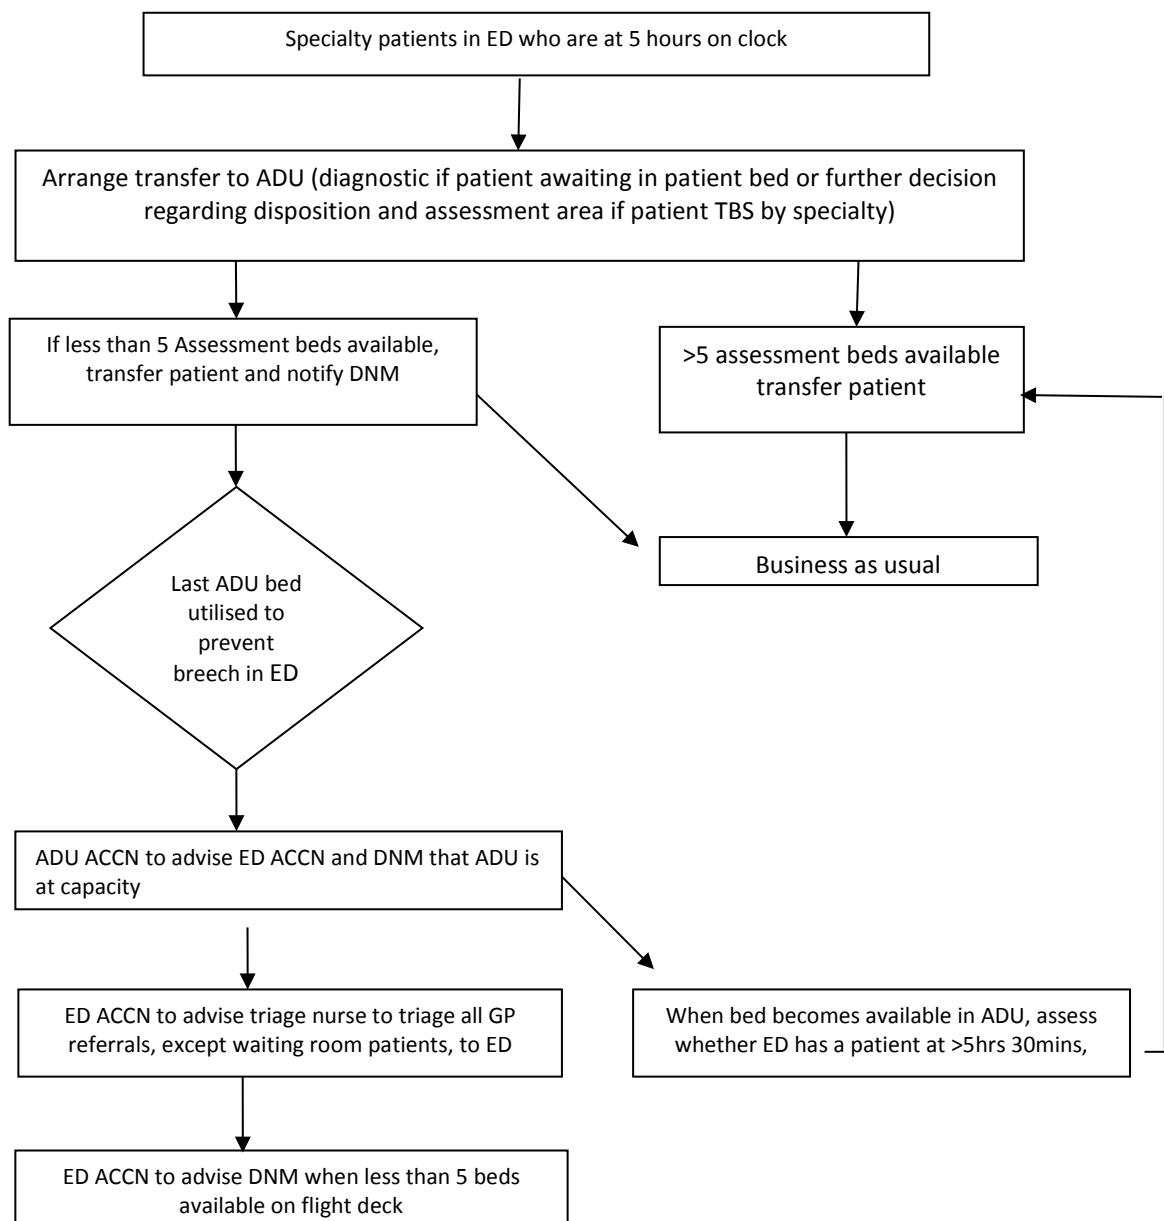 Specialty patients in ED who are at 5 hours on clock
Arrange transfer to ADU (diagnostic if patient awaiting in patient bed or further decision
regarding disposition and assessment area if patient TBS by specialty)
If less than 5 Assessment beds available,
transfer patient and notify DNM
>5 assessment beds available
transfer patient
Business as usual
Last ADU bed
utilised to
prevent
breech in ED
ADU ACCN to advise ED ACCN and DNM that ADU is
at capacity
ED ACCN to advise triage nurse to triage all GP
referrals, except waiting room patients, to ED
When bed becomes available in ADU, assess
whether ED has a patient at >5hrs 30mins,
ED ACCN to advise DNM when less than 5 beds
available on flight deck